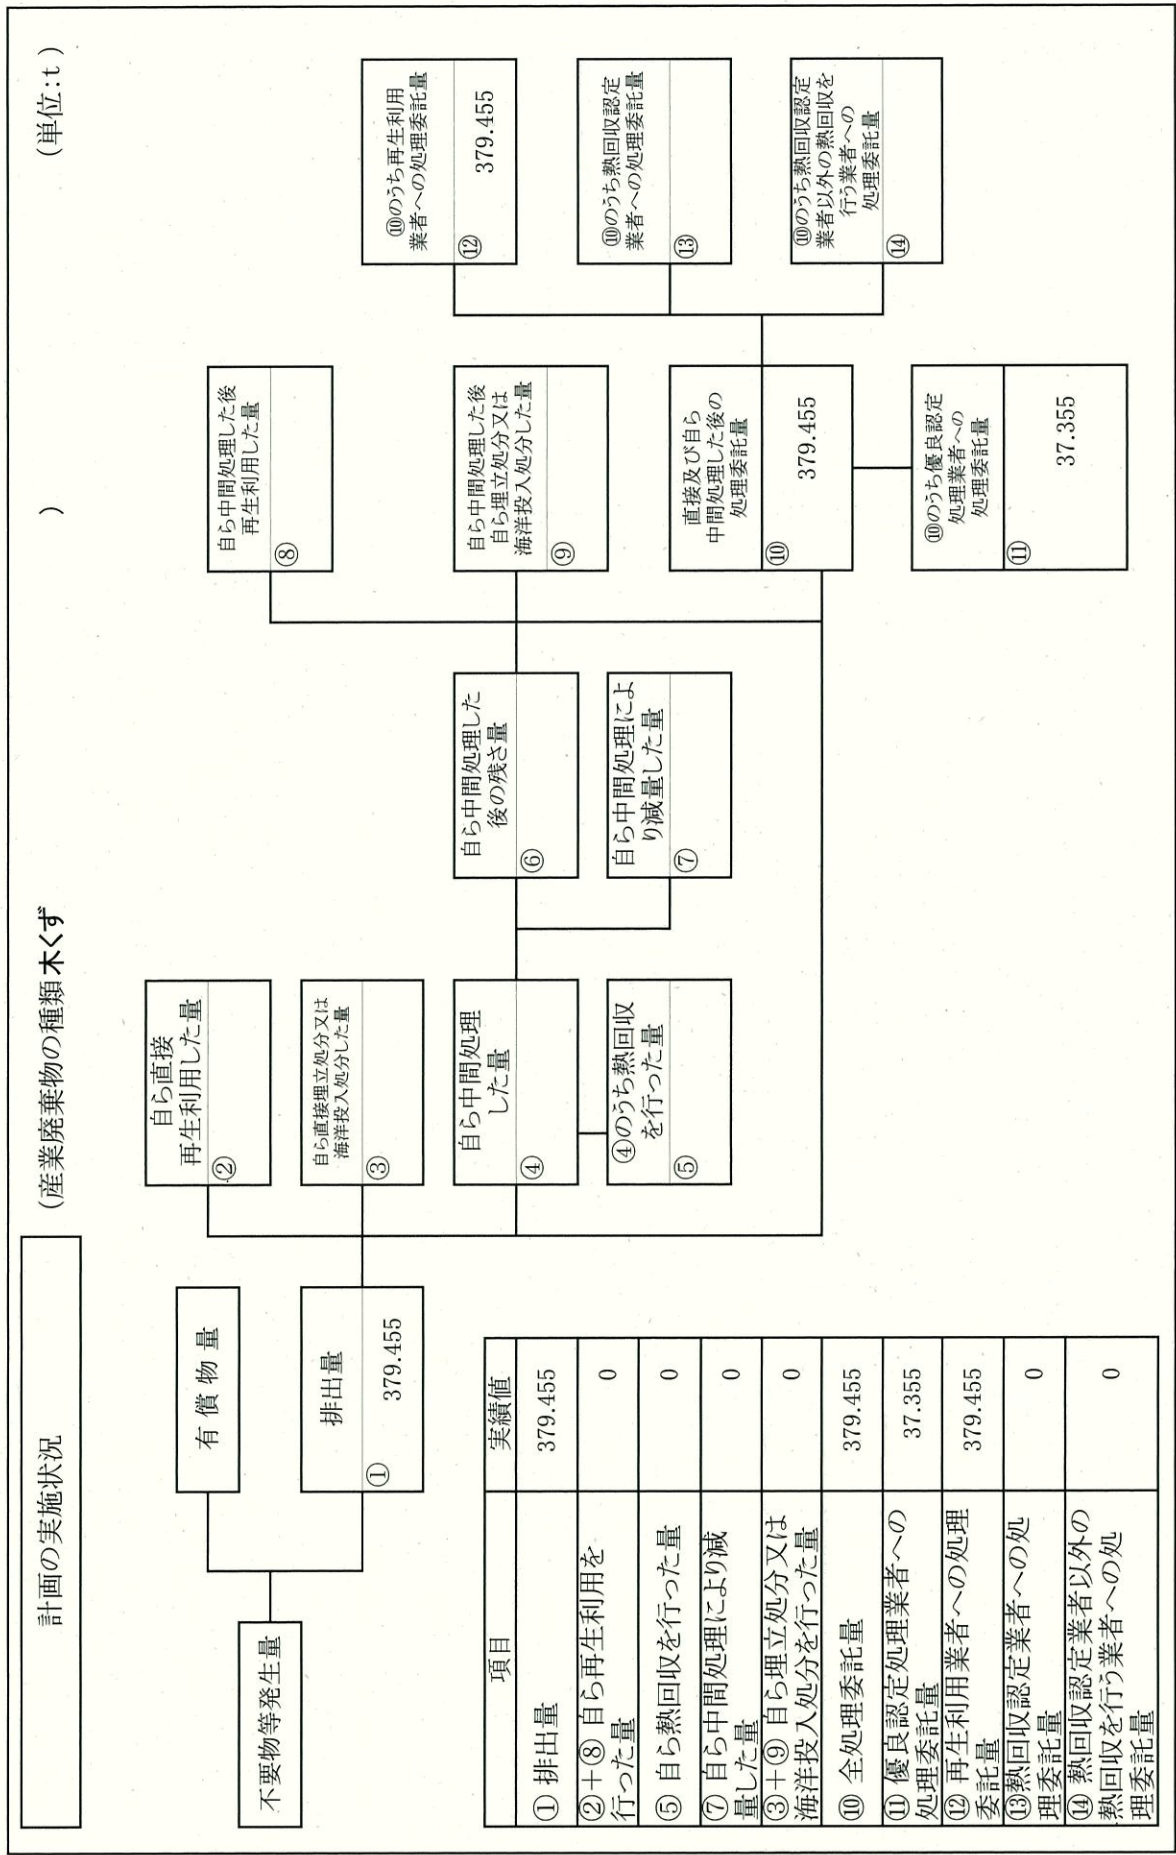 計画の実施状況
(産業廃棄物の種類 木くず
)
(単位:t )
不要物等発生量
有 償 物 量
排出量
①
379.455
自ら直接
再生利用した量
②
自ら直接埋立処分又は
海洋投入処分した量
③
自ら中間処理
した量
④
④のうち熱回収
を行った量
⑤
自ら中間処理した
後の残さ量
⑥
自ら中間処理によ
り減量した量
⑦
自ら中間処理した後
再生利用した量
⑧
自ら中間処理した後
自ら埋立処分又は
海洋投入処分した量
⑨
直接及び自ら
中間処理した後の
処理委託量
⑩
379.455
⑩のうち優良認定
処理業者への
処理委託量
⑪
37.355
⑩のうち再生利用
業者への処理委託量
⑫
379.455
⑩のうち熱回収認定
業者への処理委託量
⑬
⑩のうち熱回収認定
業者以外の熱回収を
行う業者への
処理委託量
⑭
項目 実績値
① 排出量 379.455
②+⑧ 自ら再生利用を
行った量 0
⑤ 自ら熱回収を行った量 0
⑦ 自ら中間処理により減
量した量 0
③+⑨ 自ら埋立処分又は
海洋投入処分を行った量 0
⑩ 全処理委託量 379.455
⑪ 優良認定処理業者への
処理委託量 37.355
⑫ 再生利用業者への処理
委託量 379.455
⑬熱回収認定業者への処
理委託量 0
⑭ 熱回収認定業者以外の
熱回収を行う業者への処
理委託量 0